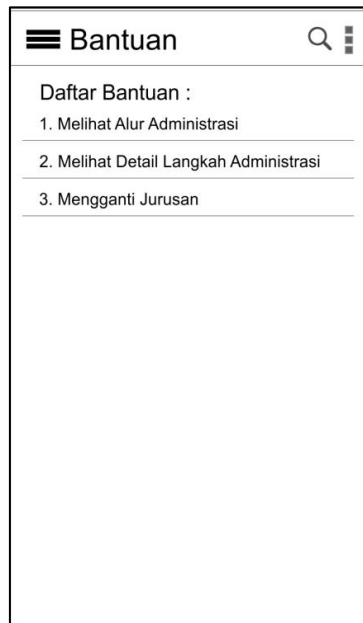 Bantuan
Daftar Bantuan :
1. Melihat Alur Administrasi
2. Melihat Detail Langkah Administrasi
3. Mengganti Jurusan